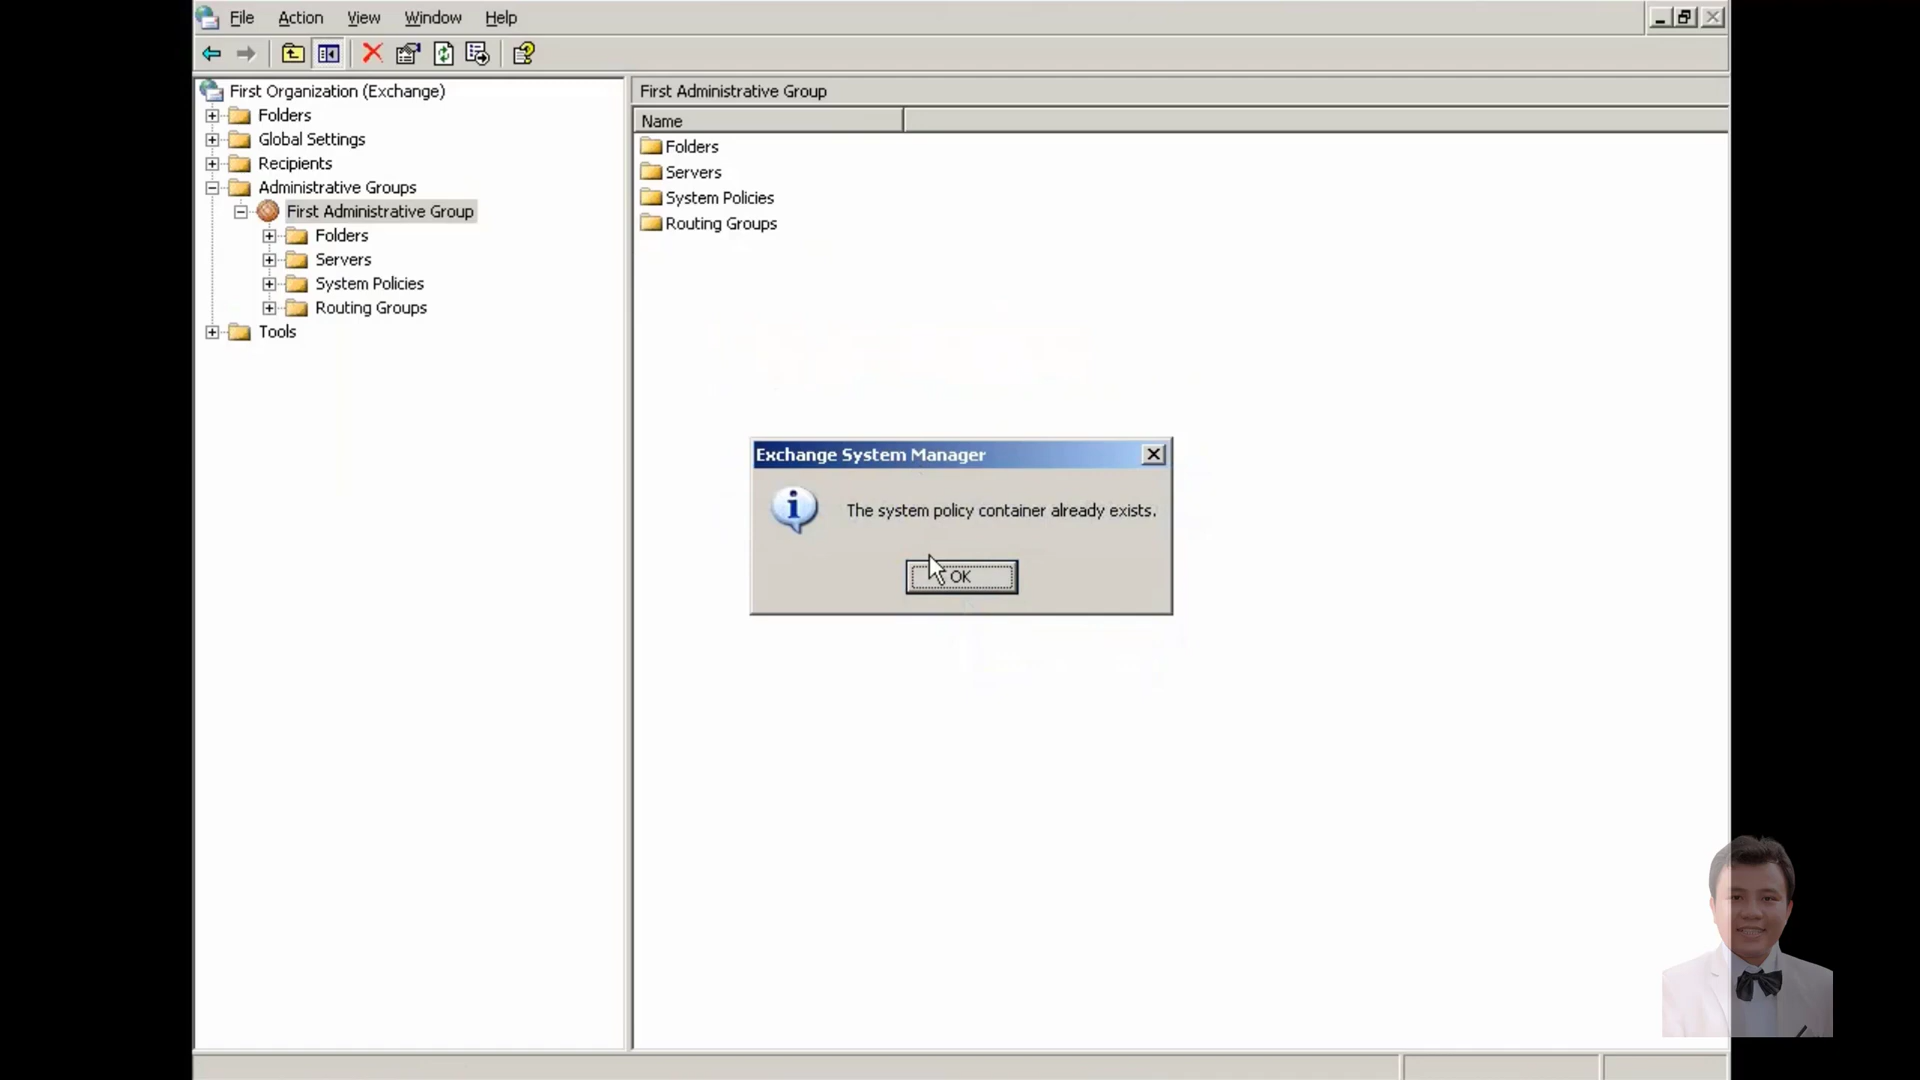 File Action View Window Help
First Organization (Exchange)
Folders
Global Settings
Recipients
Administrative Groups
First Administrative Group
Folders
Servers
System Policies
Routing Groups
Tools
First Administrative Group
Name
Folders
Servers
System Policies
Routing Groups
Exchange System Manager
The system policy container already exists.
OK